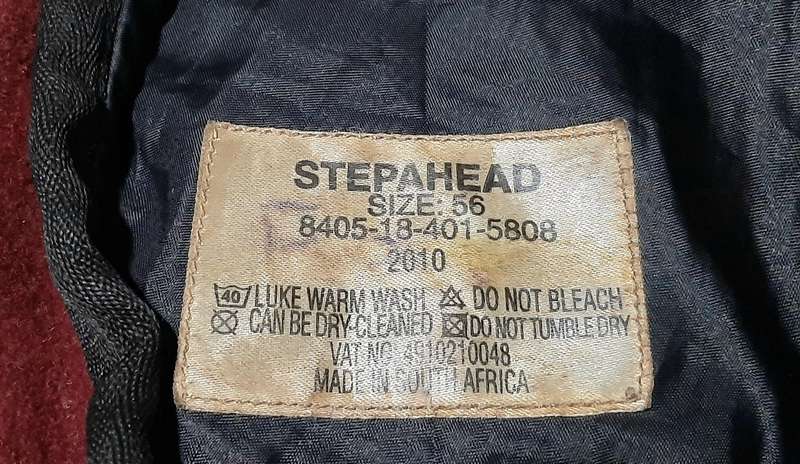 STEPAHEAD
SIZE: 56
8405-18-401-5808
2010
40 LUKE WARM WASH DO NOT BLEACH
CAN BE DRY-CLEANED DO NOT TUMBLE DRY
VAT NO. 4910210048
MADE IN SOUTH AFRICA